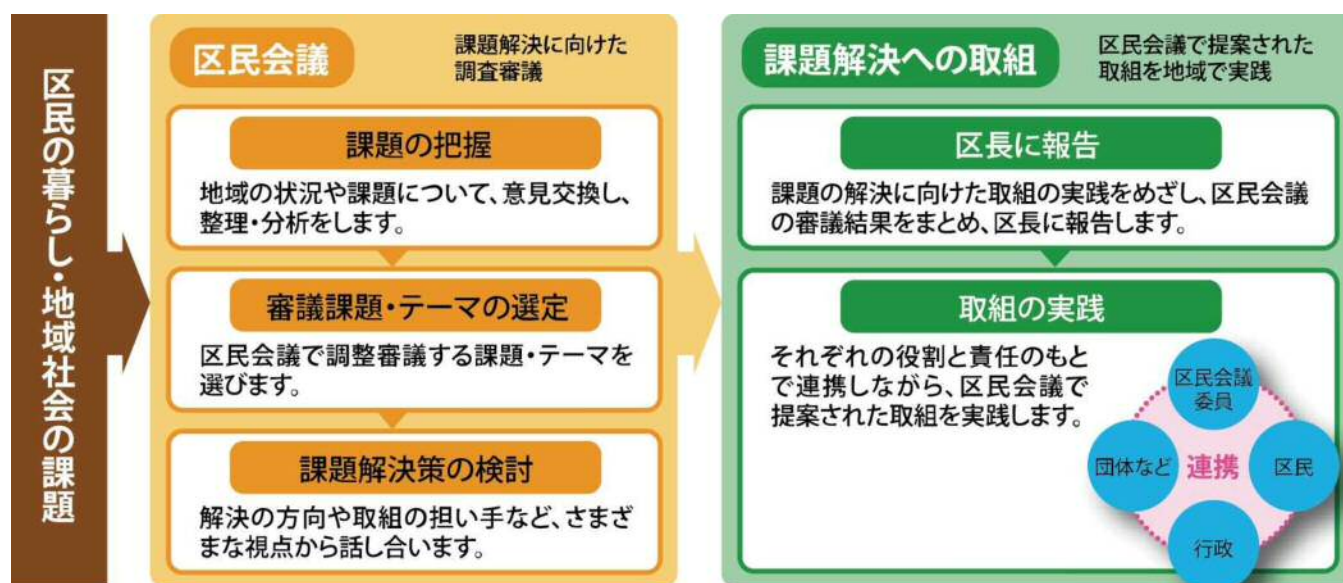 区民の暮らし・地域社会の課題
区民会議
課題解決に向けた
調査審議
課題の把握
地域の状況や課題について、意見交換し、
整理・分析をします。
審議課題・テーマの選定
区民会議で調整審議する課題・テーマを
選びます。
課題解決策の検討
解決の方向や取組の担い手など、さまざ
まな視点から話し合います。
課題解決への取組
区民会議で提案された
取組を地域で実践
区長に報告
課題の解決に向けた取組の実践をめざし、区民会議
の審議結果をまとめ、区長に報告します。
取組の実践
それぞれの役割と責任のもと
で連携しながら、区民会議で
提案された取組を実践します。
区民会議
委員
団体など
連携
区民
行政